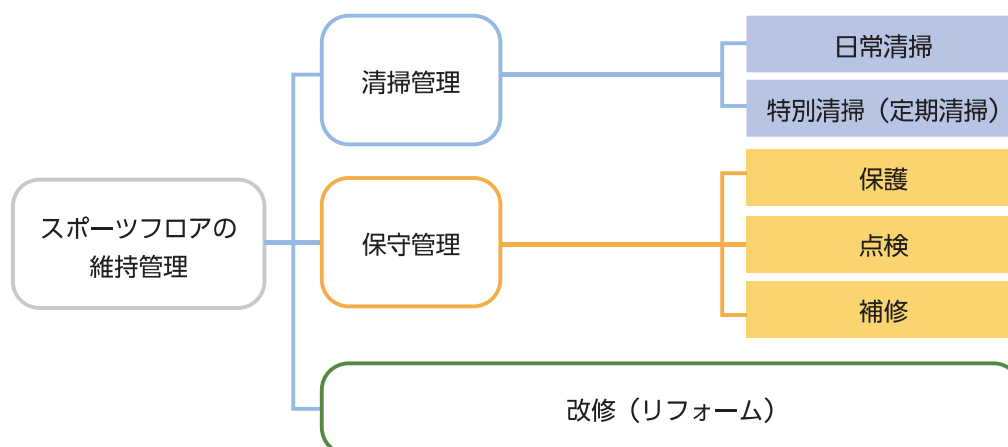 スポーツフロアの
維持管理
清掃管理
日常清掃
特別清掃（定期清掃）
保守管理
保護
点検
補修
改修（リフォーム）